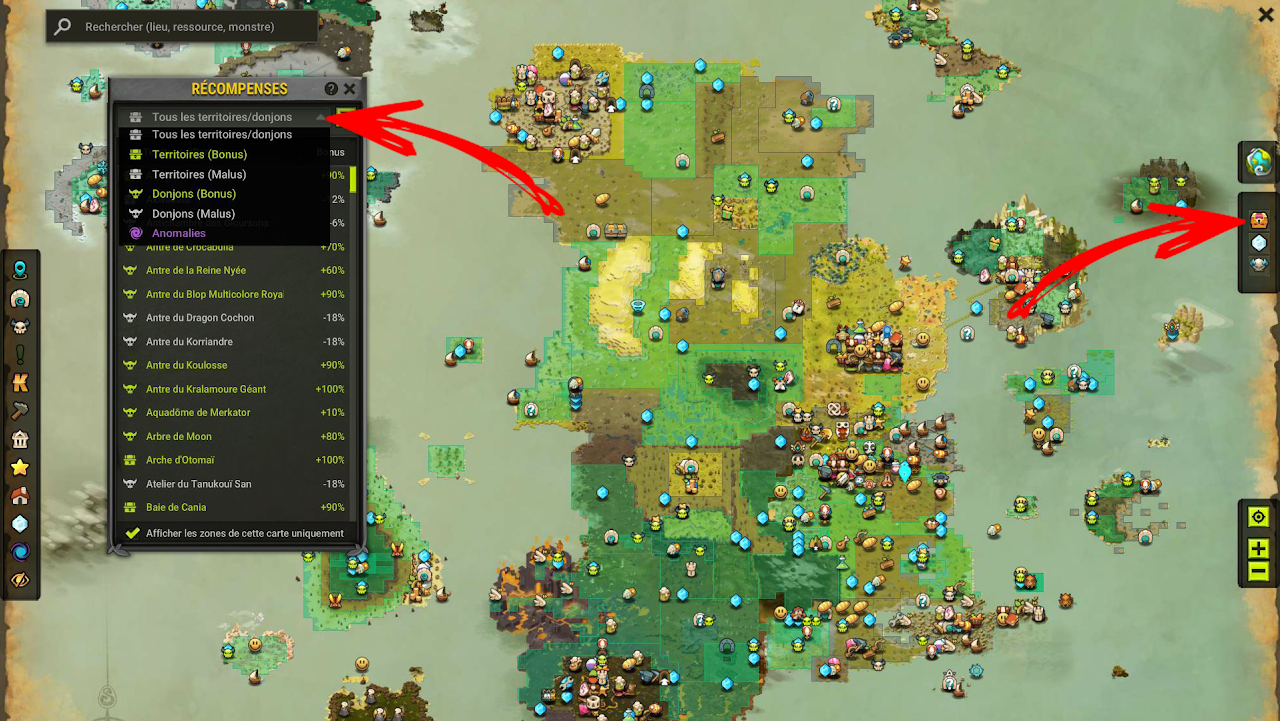 Rechercher (lieu, ressource, monstre)
RÉCOMPENSES
Tous les territoires/donjons
Tous les territoires/donjons
onus
Territoires (Bonus)
Territoires (Malus)
Donjons (Bonus)
2%
Donjons (Malus)
-6%
Anomalies
Antre de Crocabulia +70%
Antre de la Reine Nyée +60%
Antre du Blop Multicolore Royal +90%
Antre du Dragon Cochon -18%
Antre du Korriandre -18%
Antre du Koulosse +90%
Antre du Kralamoure Géant +100%
Aquadôme de Merkator +10%
Arbre de Moon +80%
Arche d'Otomaï +100%
Atelier du Tanukouï San -18%
Baie de Cania +90%
Afficher les zones de cette carte uniquement